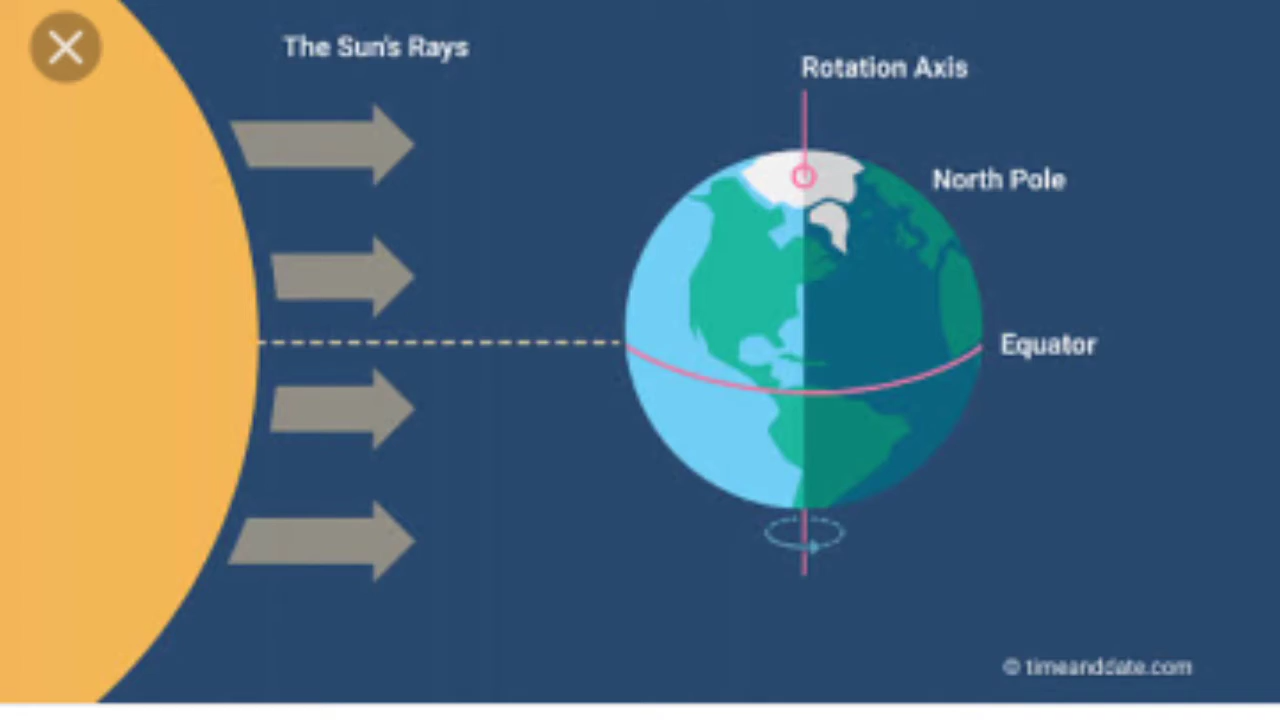 The Sun's Rays
Rotation Axis
North Pole
Equator
© timeanddate.com